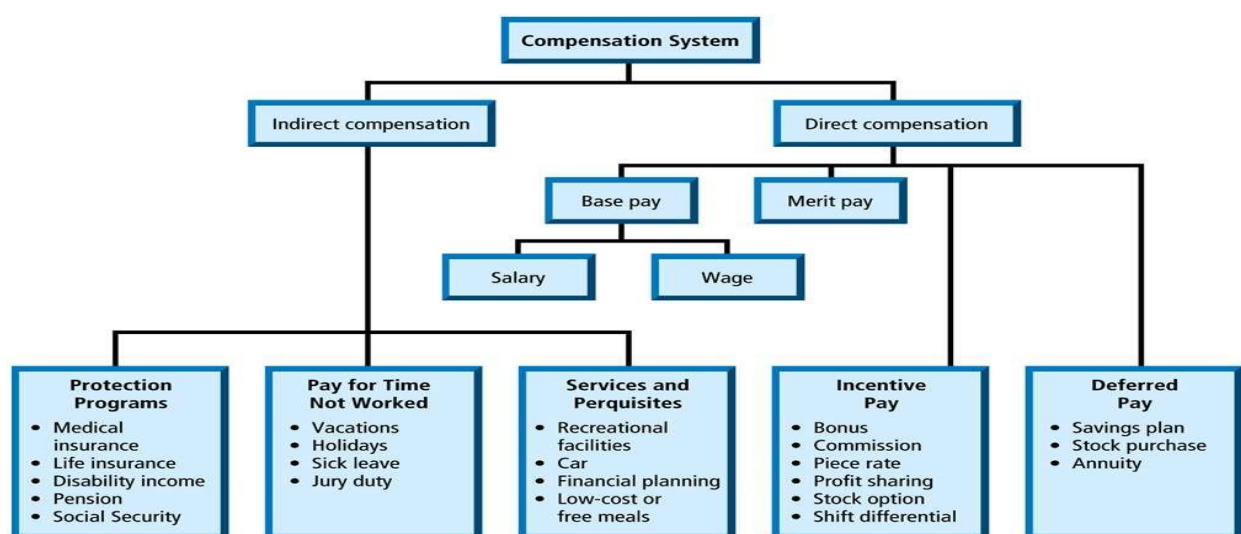 Compensation System
Indirect compensation
Direct compensation
Base pay
Merit pay
Salary
Wage
Protection
Programs
• Medical
insurance
• Life insurance
• Disability income
• Pension
• Social Security
Pay for Time
Not Worked
• Vacations
• Holidays
• Sick leave
• Jury duty
Services and
Perquisites
• Recreational
facilities
• Car
• Financial planning
• Low-cost or
free meals
Incentive
Pay
• Bonus
• Commission
• Piece rate
• Profit sharing
• Stock option
• Shift differential
Deferred
Pay
• Savings plan
• Stock purchase
• Annuity